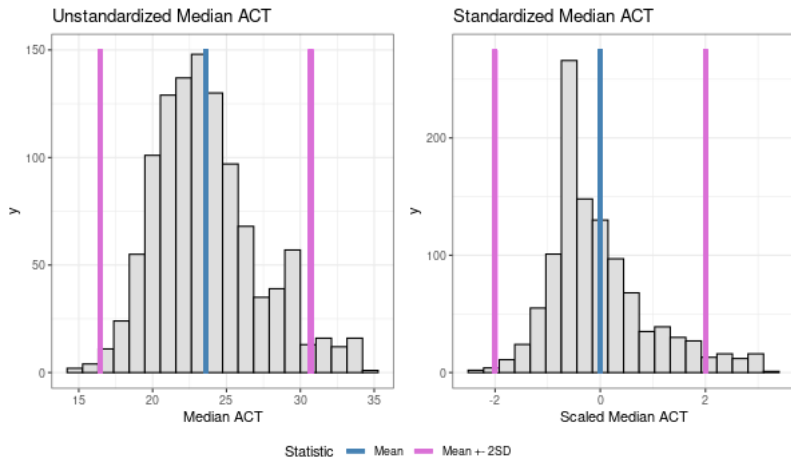 Unstandardized Median ACT
150
100
50
0
y
15
20
25
30
35
Median ACT
Standardized Median ACT
200
100
0
y
-2
0
2
Scaled Median ACT
Statistic
Mean
Mean +- 2SD